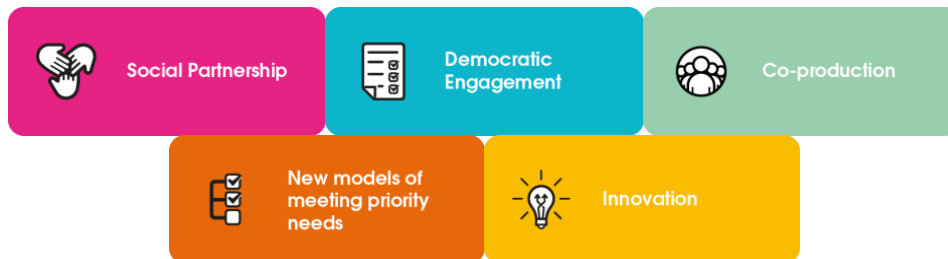 Social Partnership
Democratic
Engagement
Co-production
New models of
meeting priority
needs
Innovation